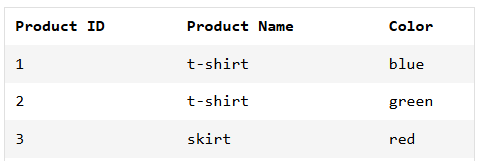 Product ID Product Name Color
1 t-shirt blue
2 t-shirt green
3 skirt red